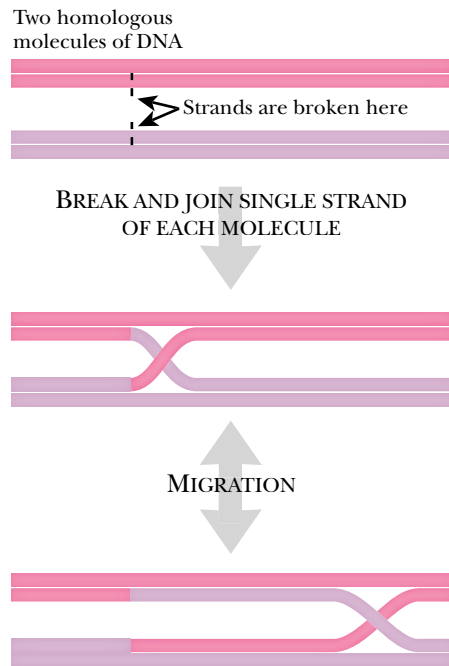 Two homologous
molecules of DNA
Strands are broken here
BREAK AND JOIN SINGLE STRAND
OF EACH MOLECULE
MIGRATION